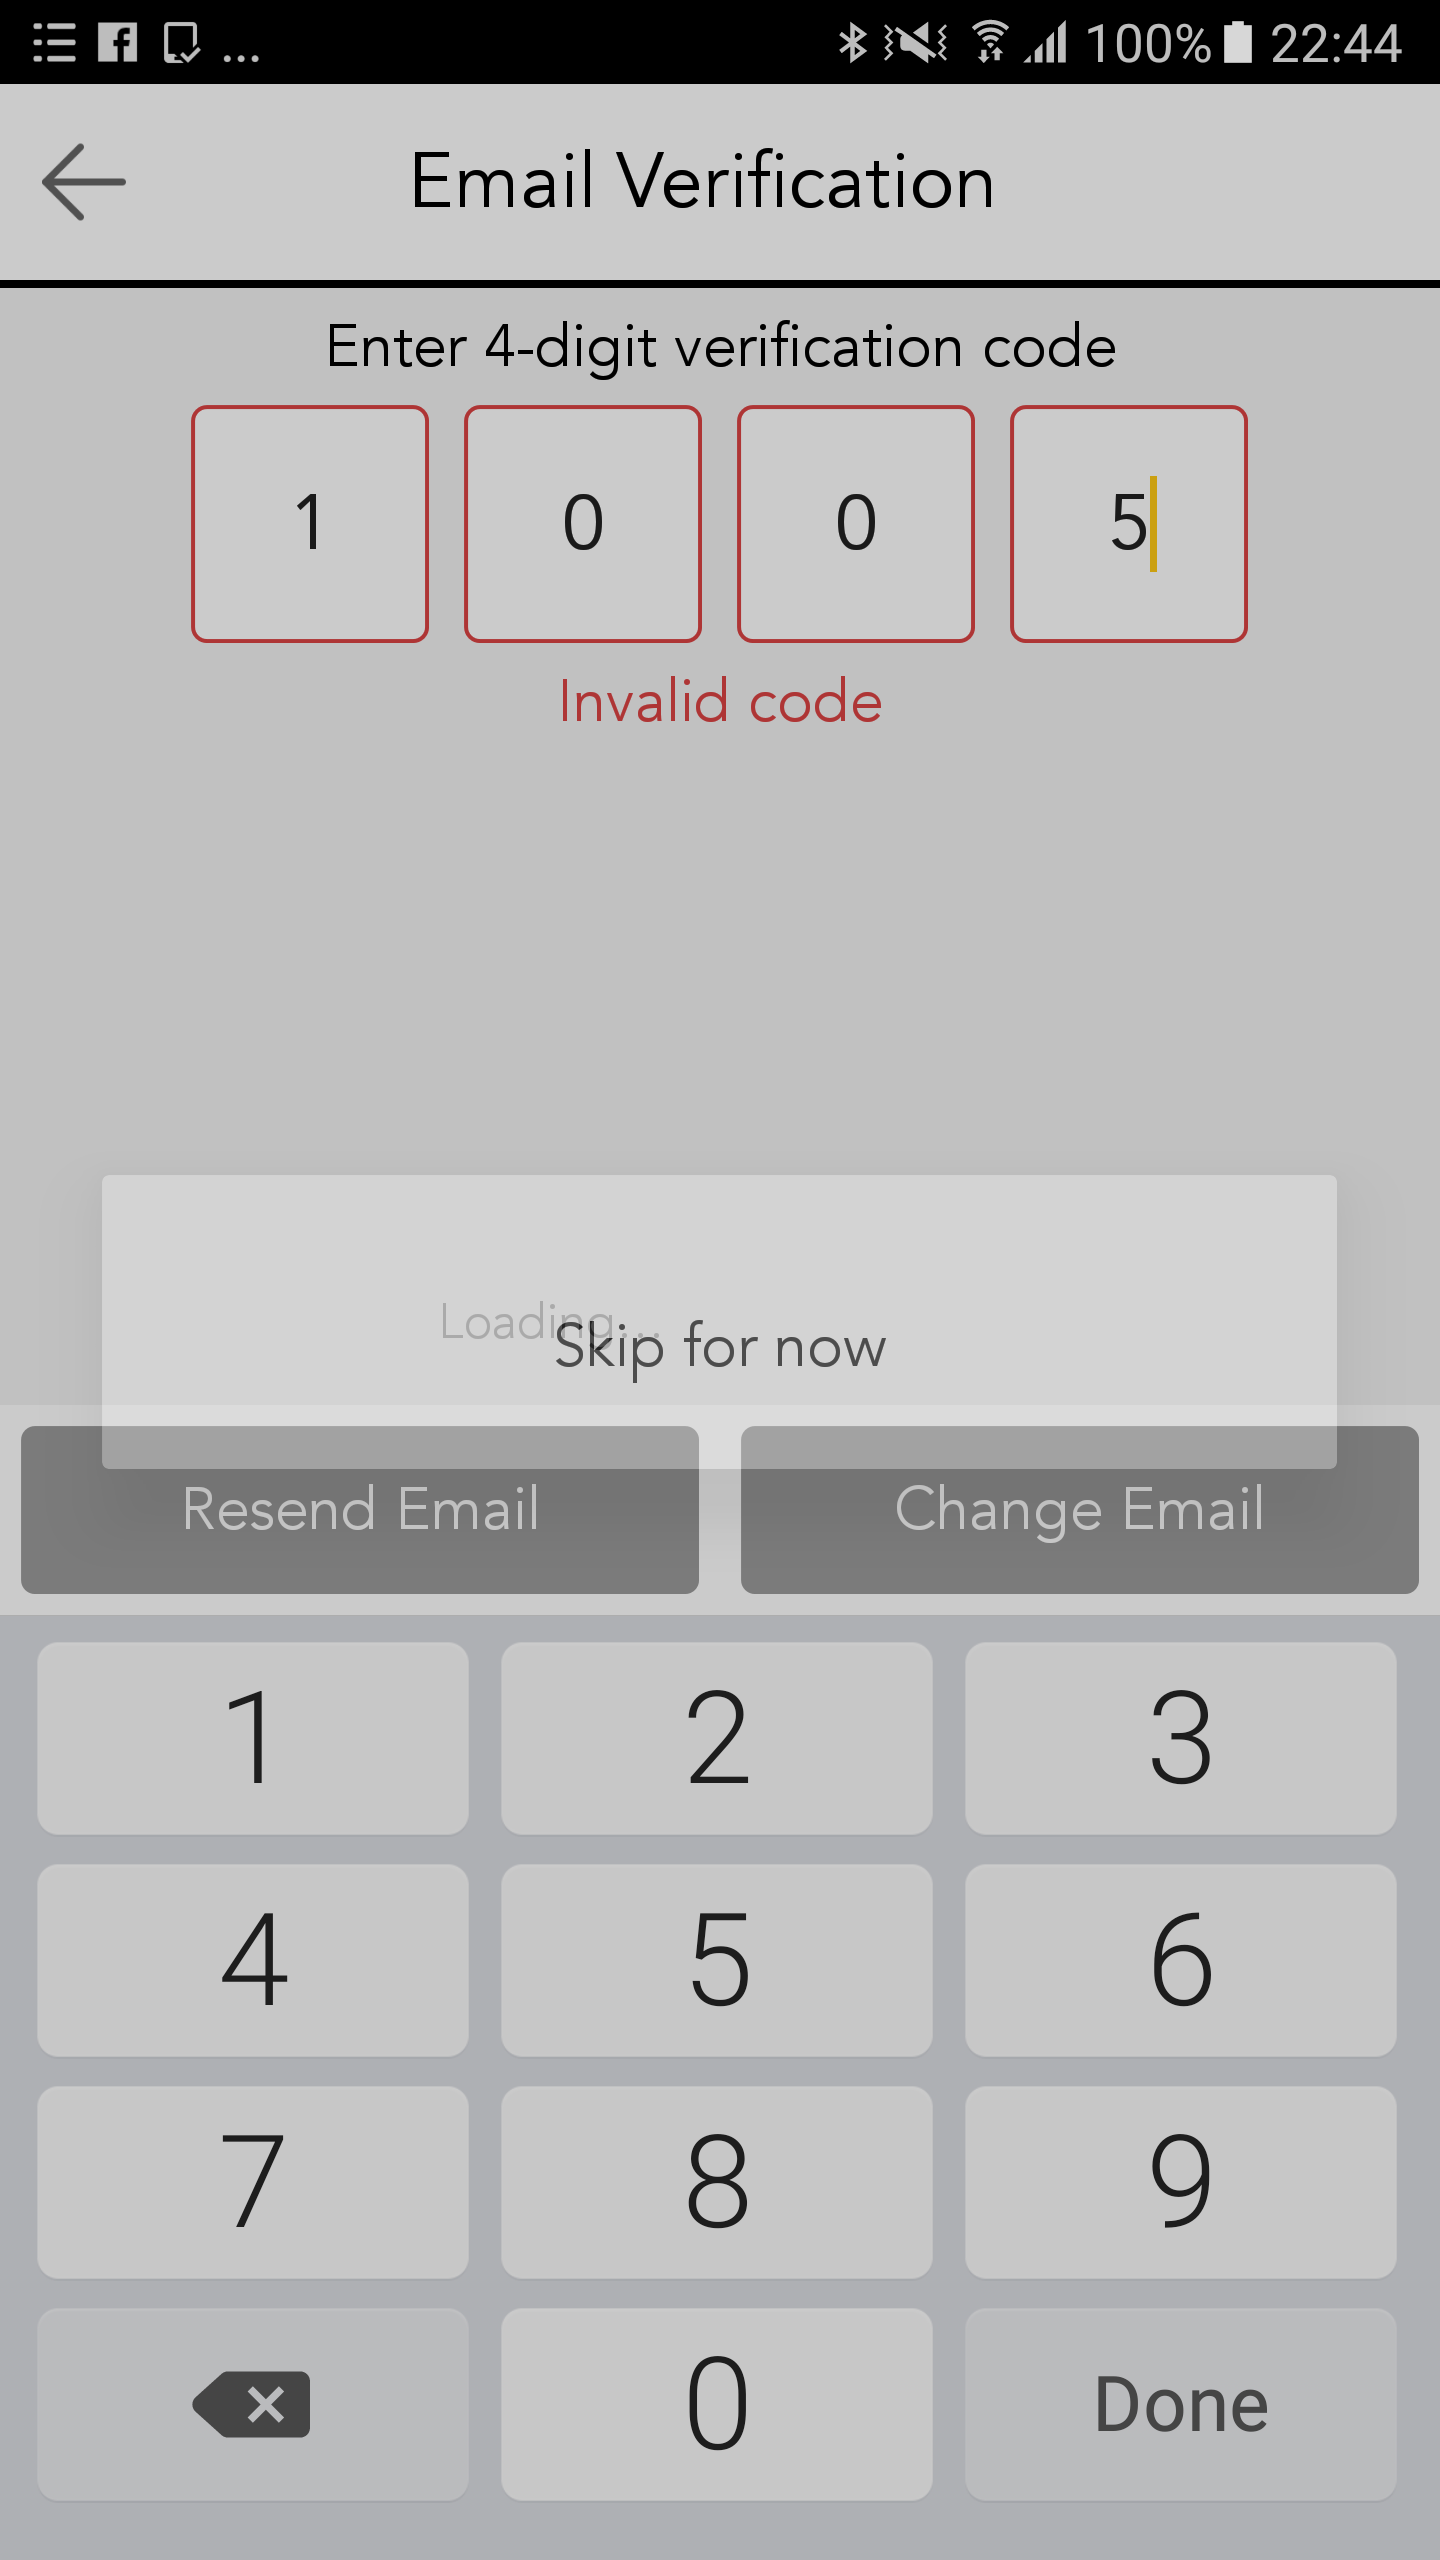 ... 100% 22:44
Email Verification
Enter 4-digit verification code
1 0 0 5
Invalid code
Loading...
Skip for now
Resend Email Change Email
1 2 3
4 5 6
7 8 9
0 Done